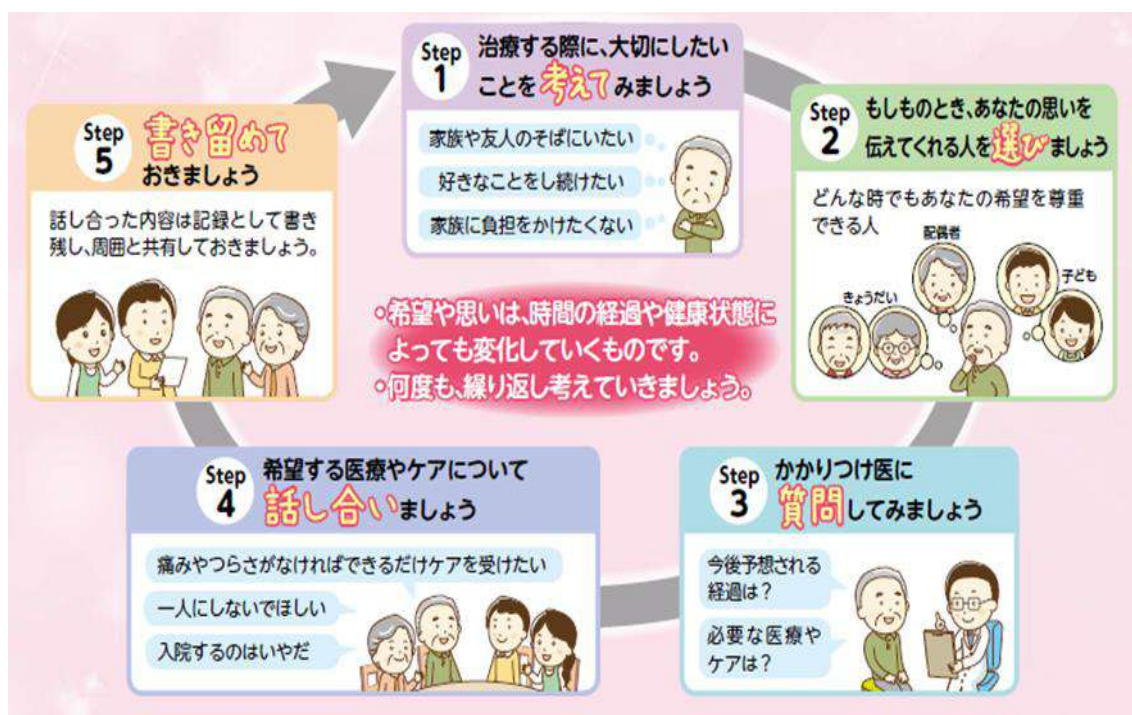 Step 1
治療する際に、大切にしたい
ことを考えてみましょう
家族や友人のそばにいたい
好きなことをし続けたい
家族に負担をかけたくない
Step 2
もしものとき、あなたの思いを
伝えてくれる人を選びましょう
どんな時でもあなたの希望を尊重
できる人
配偶者
子ども
きょうだい
Step 3
かかりつけ医に
質問してみましょう
今後予想される
経過は？
必要な医療や
ケアは？
Step 4
希望する医療やケアについて
話し合いましょう
痛みやつらさがなければできるだけケアを受けたい
一人にしないでほしい
入院するのはいやだ
Step 5
書き留めて
おきましょう
話し合った内容は記録として書き
残し、周囲と共有しておきましょう。
・希望や思いは、時間の経過や健康状態に
よっても変化していくものです。
・何度も、繰り返し考えていきましょう。